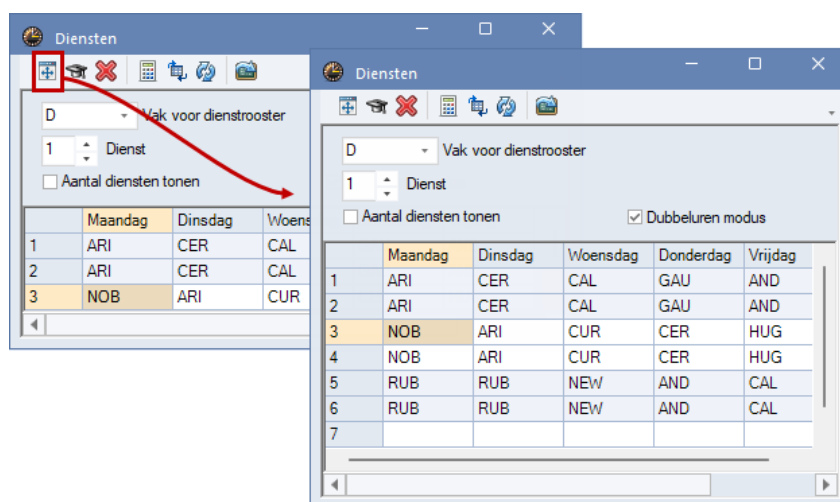 Diensten
D Vak voor dienstrooster
1 Dienst
Aantal diensten tonen
Maandag Dinsdag Woens
1 ARI CER CAL
2 ARI CER CAL
3 NOB ARI CUR
Diensten
D Vak voor dienstrooster
1 Dienst
Aantal diensten tonen Dubbeluren modus
Maandag Dinsdag Woensdag Donderdag Vrijdag
1 ARI CER CAL GAU AND
2 ARI CER CAL GAU AND
3 NOB ARI CUR CER HUG
4 NOB ARI CUR CER HUG
5 RUB RUB NEW AND CAL
6 RUB RUB NEW AND CAL
7